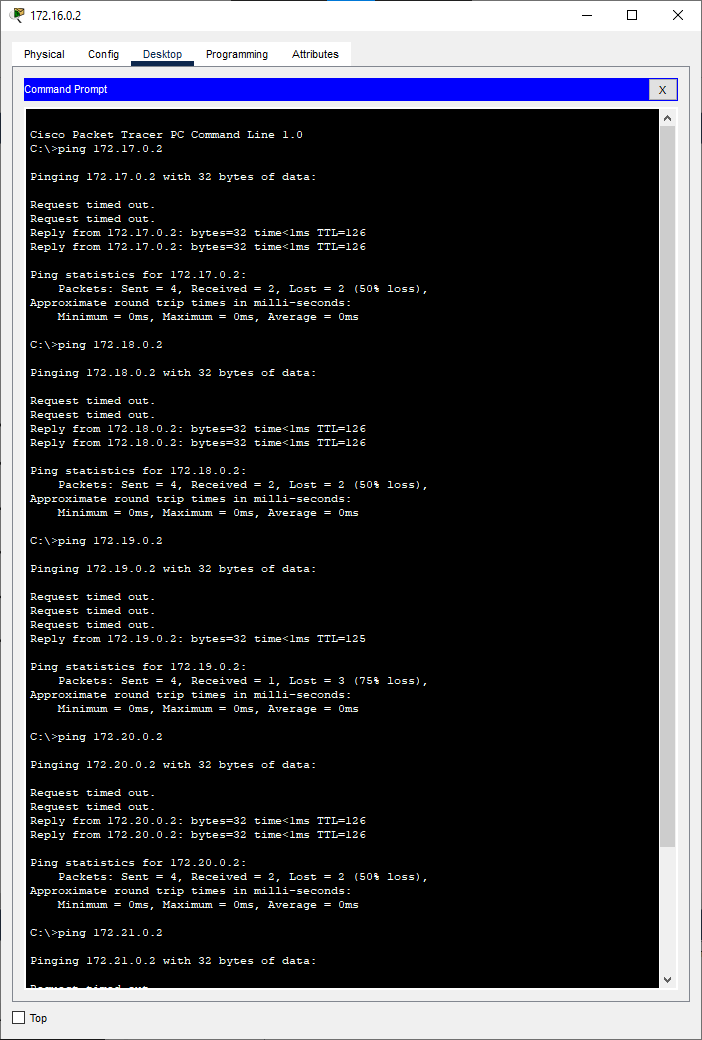 172.16.0.2
Physical Config Desktop Programming Attributes
Command Prompt X
Cisco Packet Tracer PC Command Line 1.0
C:\>ping 172.17.0.2
Pinging 172.17.0.2 with 32 bytes of data:
Request timed out.
Request timed out.
Reply from 172.17.0.2: bytes=32 time<1ms TTL=126
Reply from 172.17.0.2: bytes=32 time<1ms TTL=126
Ping statistics for 172.17.0.2:
Packets: Sent = 4, Received = 2, Lost = 2 (50% loss),
Approximate round trip times in milli-seconds:
Minimum = 0ms, Maximum = 0ms, Average = 0ms
C:\>ping 172.18.0.2
Pinging 172.18.0.2 with 32 bytes of data:
Request timed out.
Request timed out.
Reply from 172.18.0.2: bytes=32 time<1ms TTL=126
Reply from 172.18.0.2: bytes=32 time<1ms TTL=126
Ping statistics for 172.18.0.2:
Packets: Sent = 4, Received = 2, Lost = 2 (50% loss),
Approximate round trip times in milli-seconds:
Minimum = 0ms, Maximum = 0ms, Average = 0ms
C:\>ping 172.19.0.2
Pinging 172.19.0.2 with 32 bytes of data:
Request timed out.
Request timed out.
Request timed out.
Reply from 172.19.0.2: bytes=32 time<1ms TTL=125
Ping statistics for 172.19.0.2:
Packets: Sent = 4, Received = 1, Lost = 3 (75% loss),
Approximate round trip times in milli-seconds:
Minimum = 0ms, Maximum = 0ms, Average = 0ms
C:\>ping 172.20.0.2
Pinging 172.20.0.2 with 32 bytes of data:
Request timed out.
Request timed out.
Reply from 172.20.0.2: bytes=32 time<1ms TTL=126
Reply from 172.20.0.2: bytes=32 time<1ms TTL=126
Ping statistics for 172.20.0.2:
Packets: Sent = 4, Received = 2, Lost = 2 (50% loss),
Approximate round trip times in milli-seconds:
Minimum = 0ms, Maximum = 0ms, Average = 0ms
C:\>ping 172.21.0.2
Pinging 172.21.0.2 with 32 bytes of data:
Request timed out.
Top